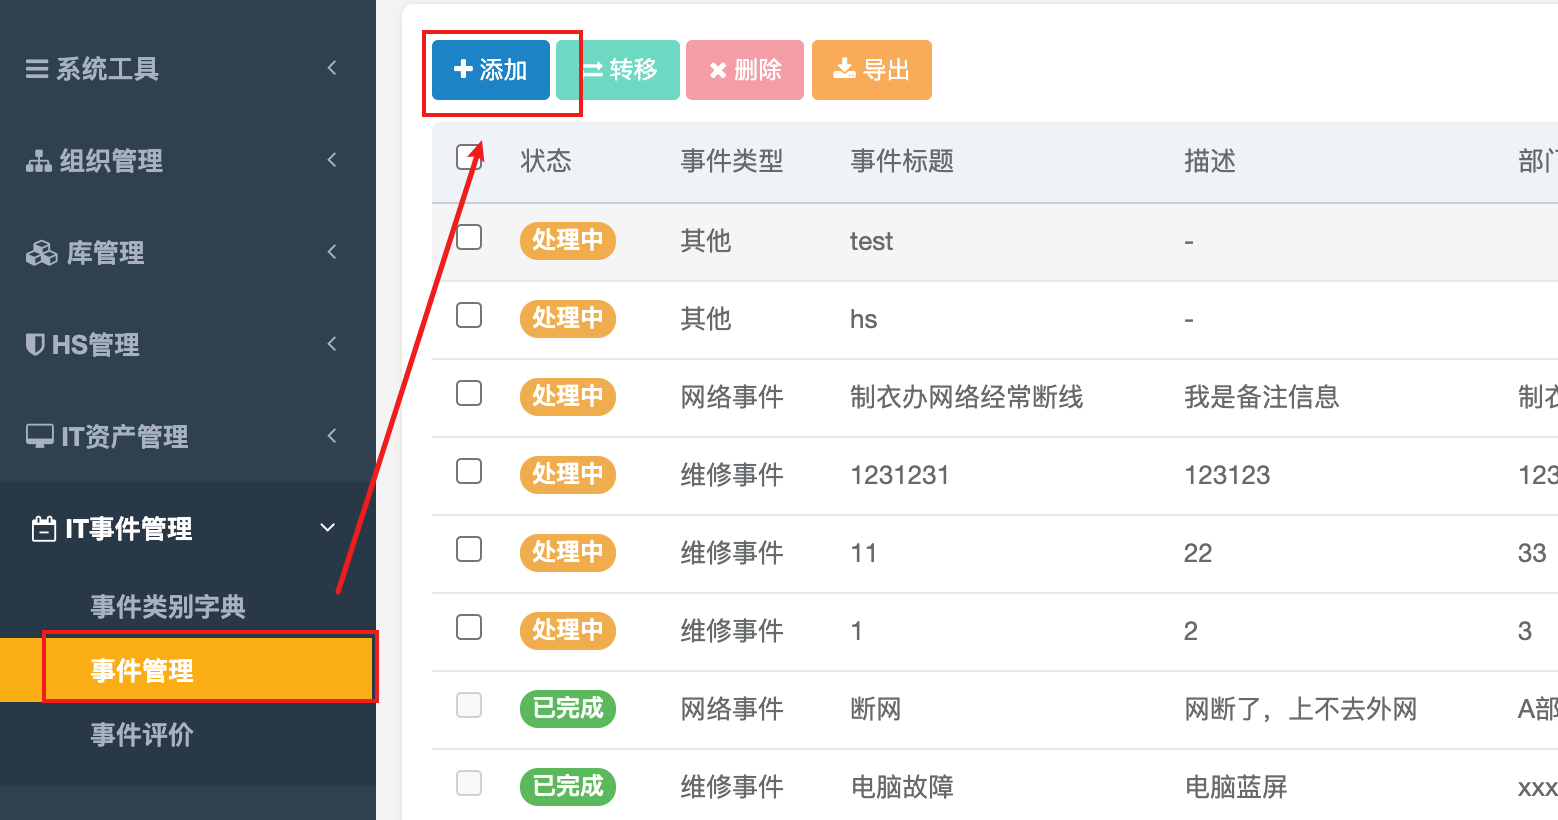 系统工具
组织管理
库管理
HS管理
IT资产管理
IT事件管理
事件类别字典
事件管理
事件评价
添加 转移 删除 导出
状态 事件类型 事件标题 描述 部门
处理中 其他 test -
处理中 其他 hs -
处理中 网络事件 制衣办网络经常断线 我是备注信息 制衣
处理中 维修事件 1231231 123123 123
处理中 维修事件 11 22 33
处理中 维修事件 1 2 3
已完成 网络事件 断网 网断了，上不去外网 A部
已完成 维修事件 电脑故障 电脑蓝屏 xxx